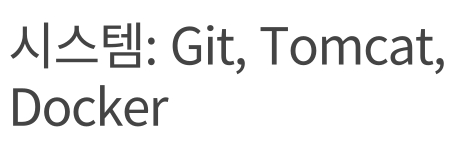 시스템: Git, Tomcat,
Docker